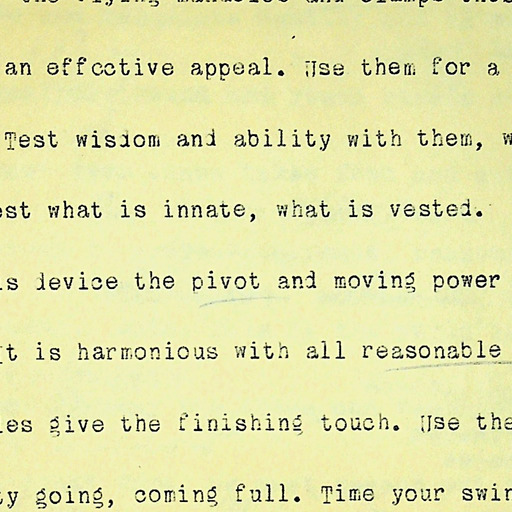 an effective appeal. Use them for a
Test wisdom and ability with them, w
est what is innate, what is vested.
is device the pivot and moving power
It is harmonious with all reasonable
les give the finishing touch. Use the
ty going, coming full. Time your swin